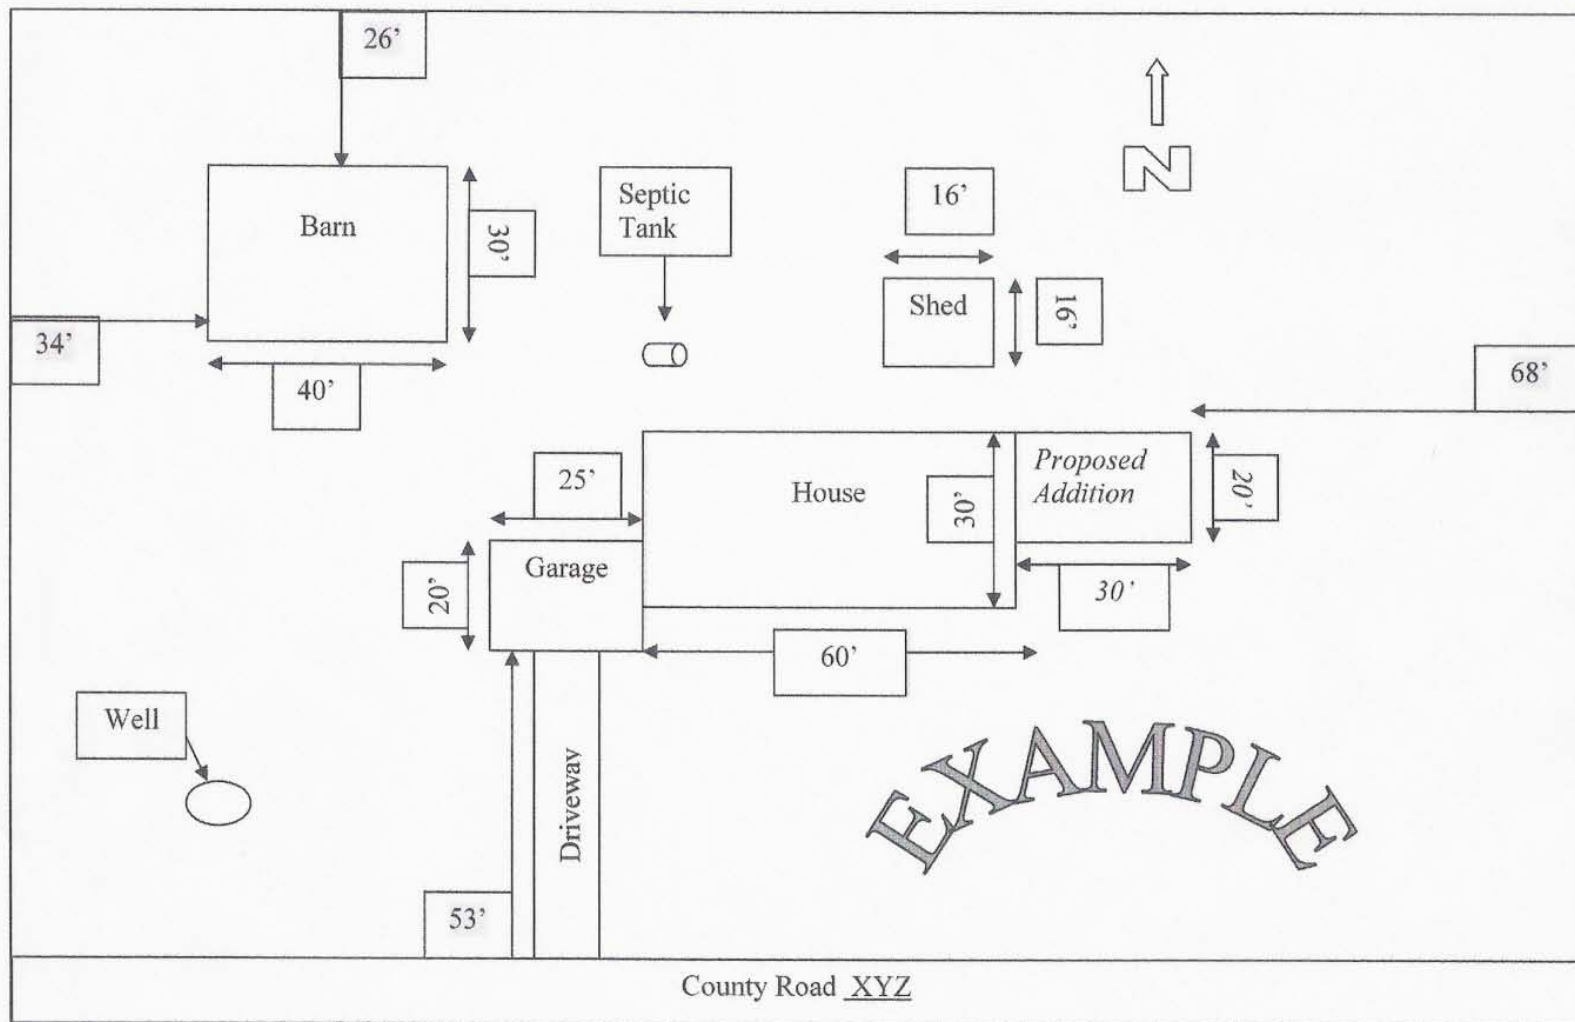 26’
N
Barn
30’
Septic
Tank
16’
Shed
16’
34’
40’
68’
25’
House
30’
Proposed
Addition
20’
Garage
20’
30’
60’
Well
Driveway
EXAMPLE
53’
County Road XYZ